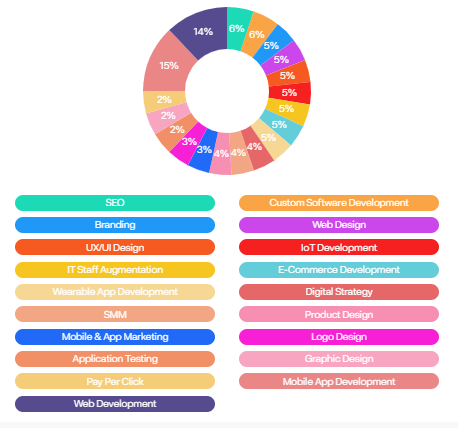 6%
6%
5%
5%
5%
5%
5%
5%
5%
4%
4%
4%
3%
3%
2%
2%
2%
15%
14%
SEO
Custom Software Development
Branding
Web Design
UX/UI Design
IoT Development
IT Staff Augmentation
E-Commerce Development
Wearable App Development
Digital Strategy
SMM
Product Design
Mobile & App Marketing
Logo Design
Application Testing
Graphic Design
Pay Per Click
Mobile App Development
Web Development